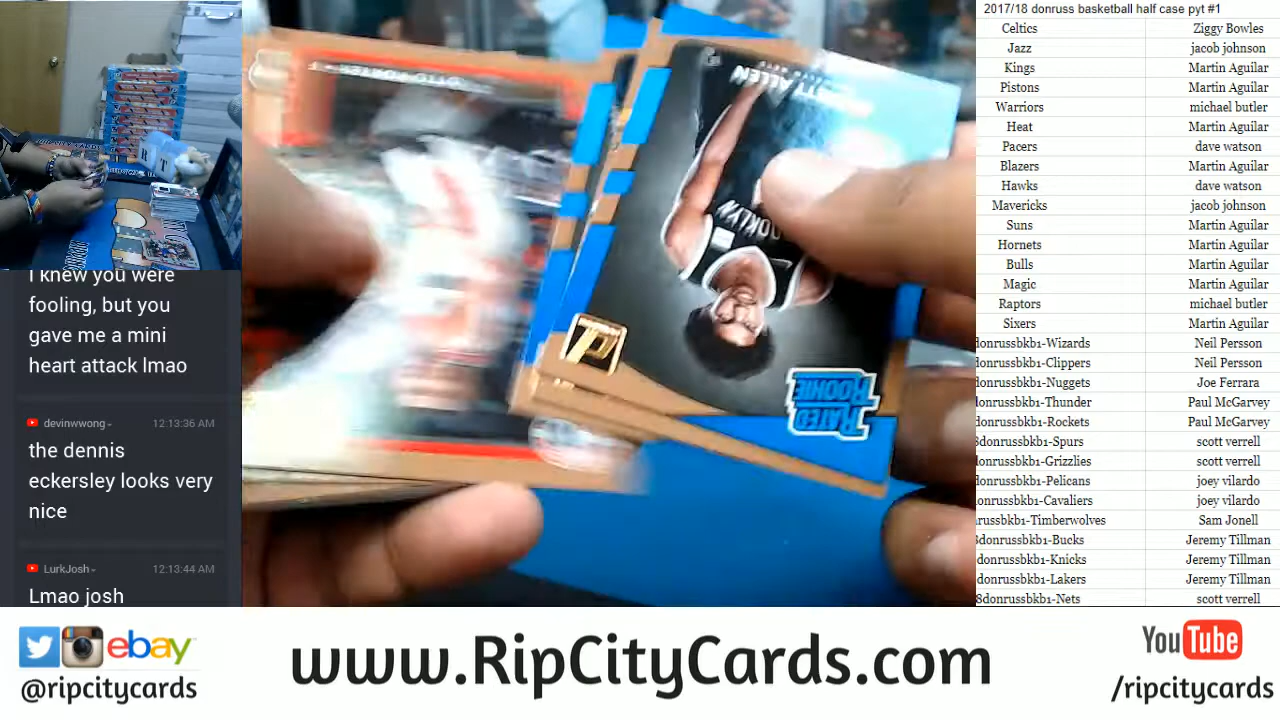 2017/18 donruss basketball half case pyt #1
Celtics Ziggy Bowles
Jazz jacob johnson
Kings Martin Aguilar
Pistons Martin Aguilar
Warriors michael butler
Heat Martin Aguilar
Pacers dave watson
Blazers Martin Aguilar
Hawks dave watson
Mavericks jacob johnson
Suns Martin Aguilar
Hornets Martin Aguilar
Bulls Martin Aguilar
Magic Martin Aguilar
Raptors michael butler
Sixers Martin Aguilar
donrussbkb1-Wizards Neil Persson
donrussbkb1-Clippers Neil Persson
donrussbkb1-Nuggets Joe Ferrara
donrussbkb1-Thunder Paul McGarvey
donrussbkb1-Rockets Paul McGarvey
donrussbkb1-Spurs scott verrell
donrussbkb1-Grizzlies scott verrell
donrussbkb1-Pelicans joey vilardo
donrussbkb1-Cavaliers joey vilardo
russbkb1-Timberwolves Sam Jonell
8donrussbkb1-Bucks Jeremy Tillman
donrussbkb1-Knicks Jeremy Tillman
donrussbkb1-Lakers Jeremy Tillman
8donrussbkb1-Nets scott verrell
I knew you were
fooling, but you
gave me a mini
heart attack lmao
devinwwong 12:13:36 AM
the dennis
eckersley looks very
nice
LurkJosh 12:13:44 AM
Lmao josh
ALLEN
OOKLYN
RATED
ROOKIE
ebay
@ripcitycards
www.RipCityCards.com
YouTube
/ripcitycards